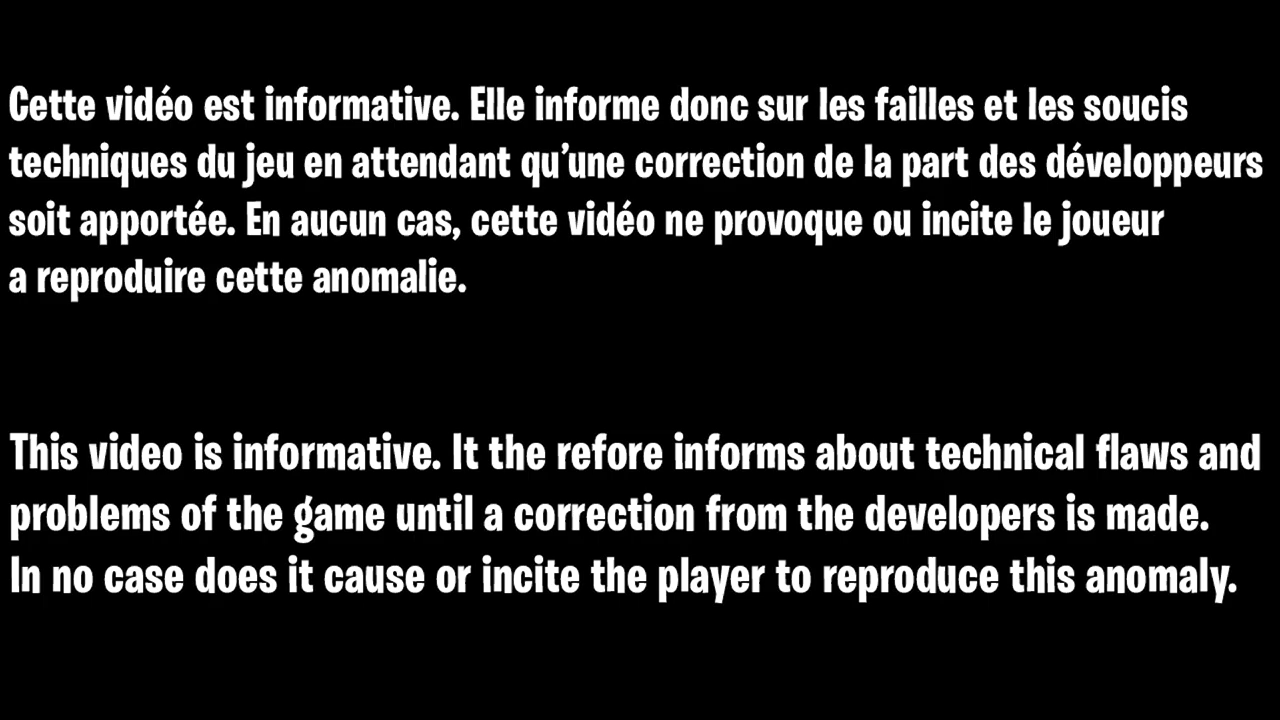 Cette vidéo est informative. Elle informe donc sur les failles et les soucis
techniques du jeu en attendant qu'une correction de la part des développeurs
soit apportée. En aucun cas, cette vidéo ne provoque ou incite le joueur
a reproduire cette anomalie.
This video is informative. It the refore informs about technical flaws and
problems of the game until a correction from the developers is made.
In no case does it cause or incite the player to reproduce this anomaly.